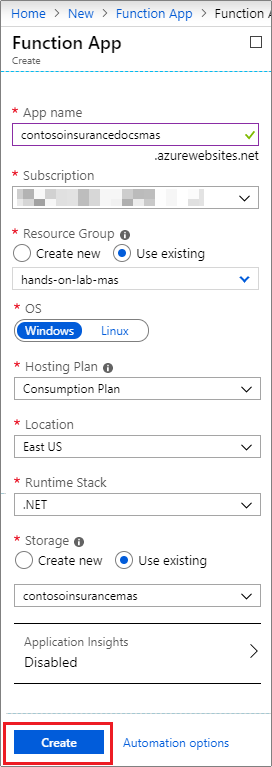 Home > New > Function App > Function A
Function App
Create
* App name
contosoinsurancedocsmas
.azurewebsites.net
* Subscription
* Resource Group
Create new Use existing
hands-on-lab-mas
* OS
Windows Linux
* Hosting Plan
Consumption Plan
* Location
East US
* Runtime Stack
.NET
* Storage
Create new Use existing
contosoinsurancemas
Application Insights
Disabled
Create Automation options